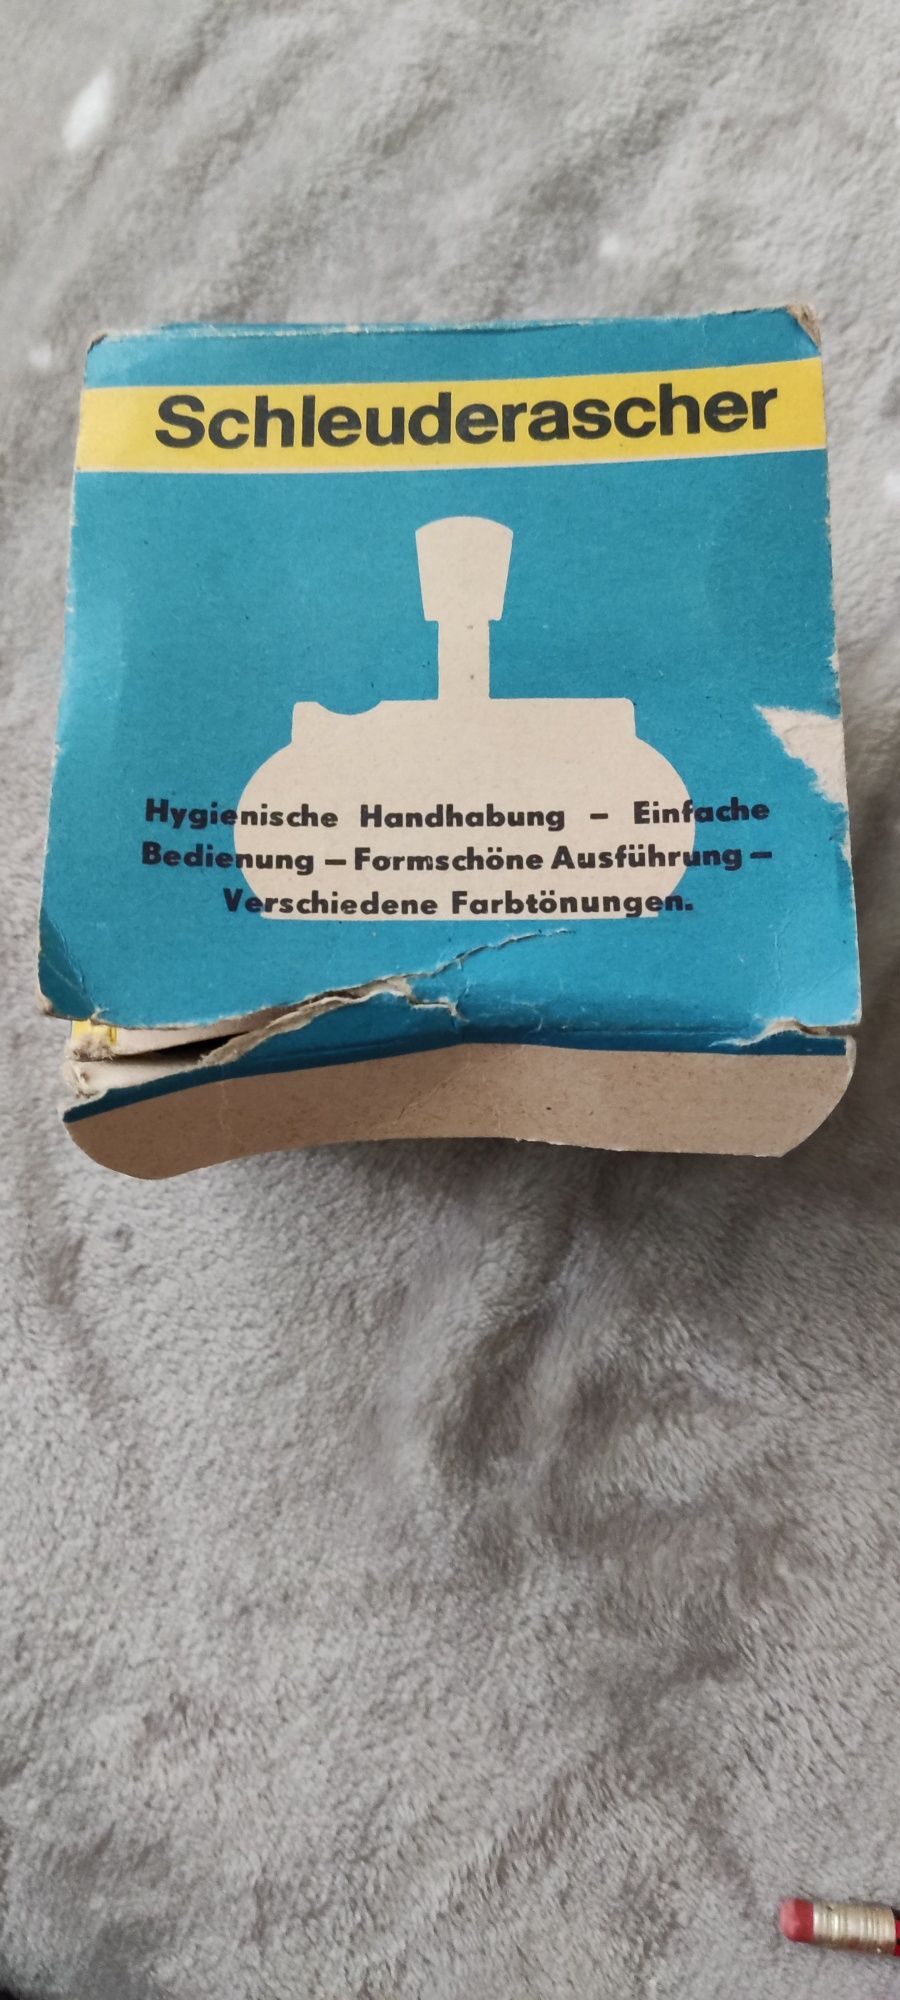 Schleuderascher
Hygienische Handhabung – Einfache
Bedienung – Formschöne Ausführung –
Verschiedene Farbtönungen.